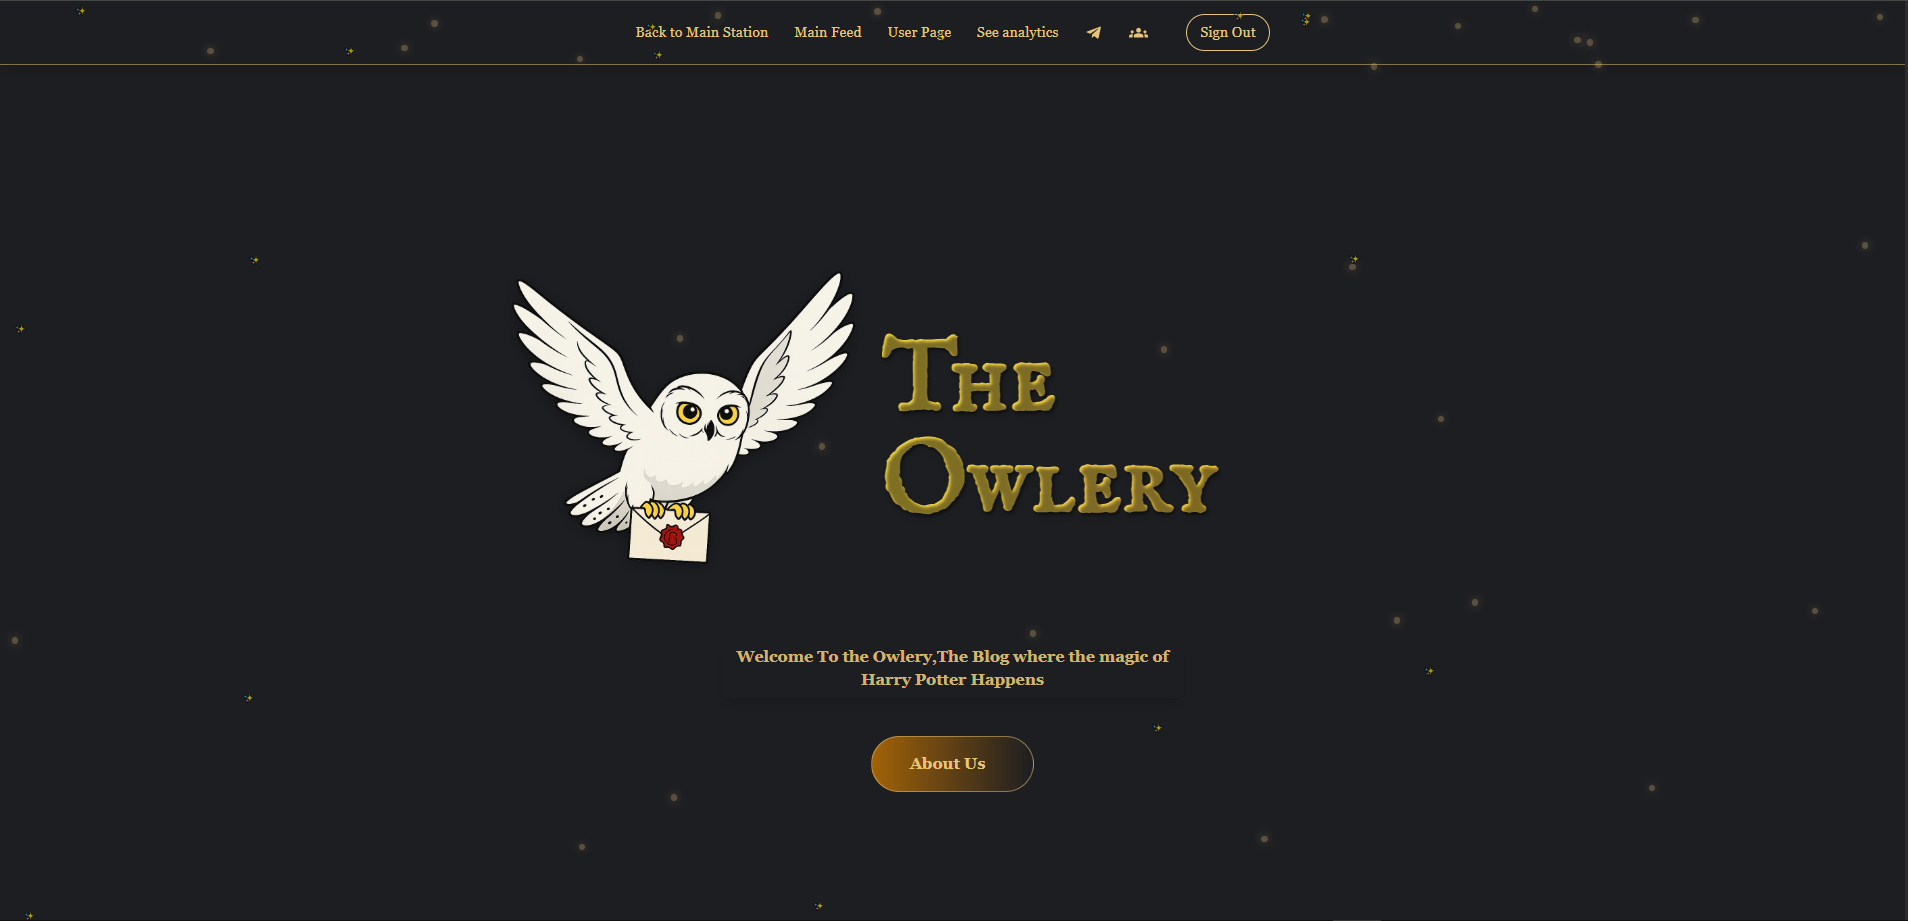 Back to Main Station Main Feed User Page See analytics Sign Out
The
Owlery
Welcome To the Owlery,The Blog where the magic of
Harry Potter Happens
About Us